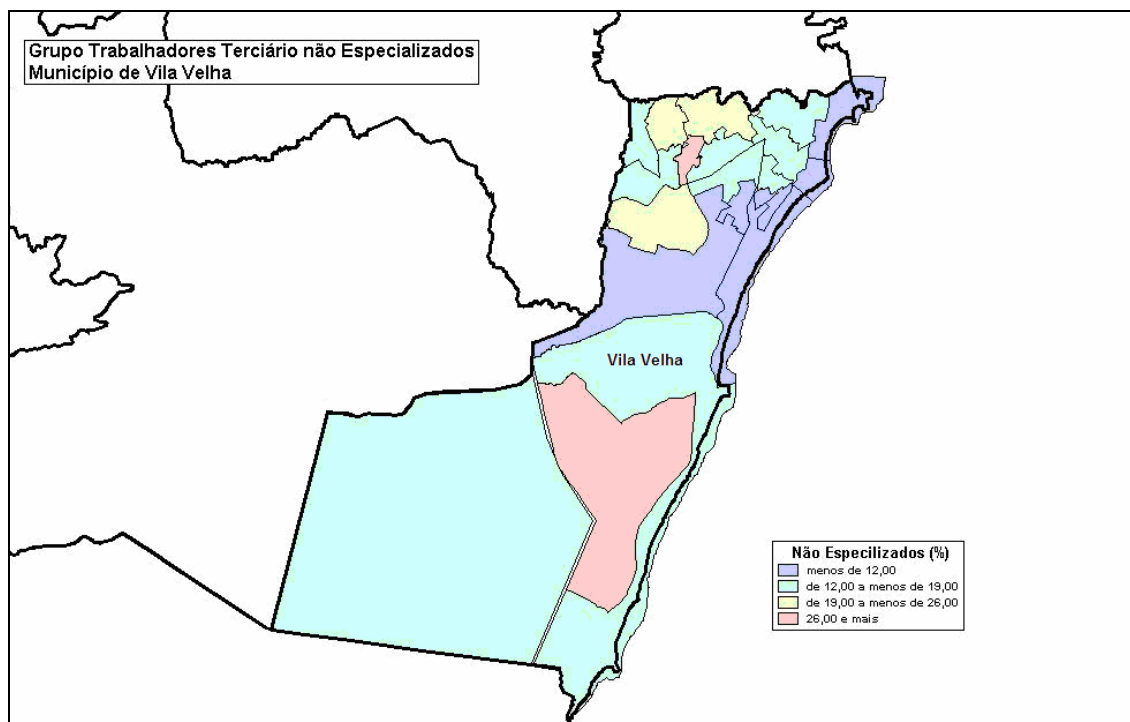 Grupo Trabalhadores Terciário não Especializados
Município de Vila Velha
Vila Velha
Não Especilizados (%)
menos de 12,00
de 12,00 a menos de 19,00
de 19,00 a menos de 26,00
26,00 e mais